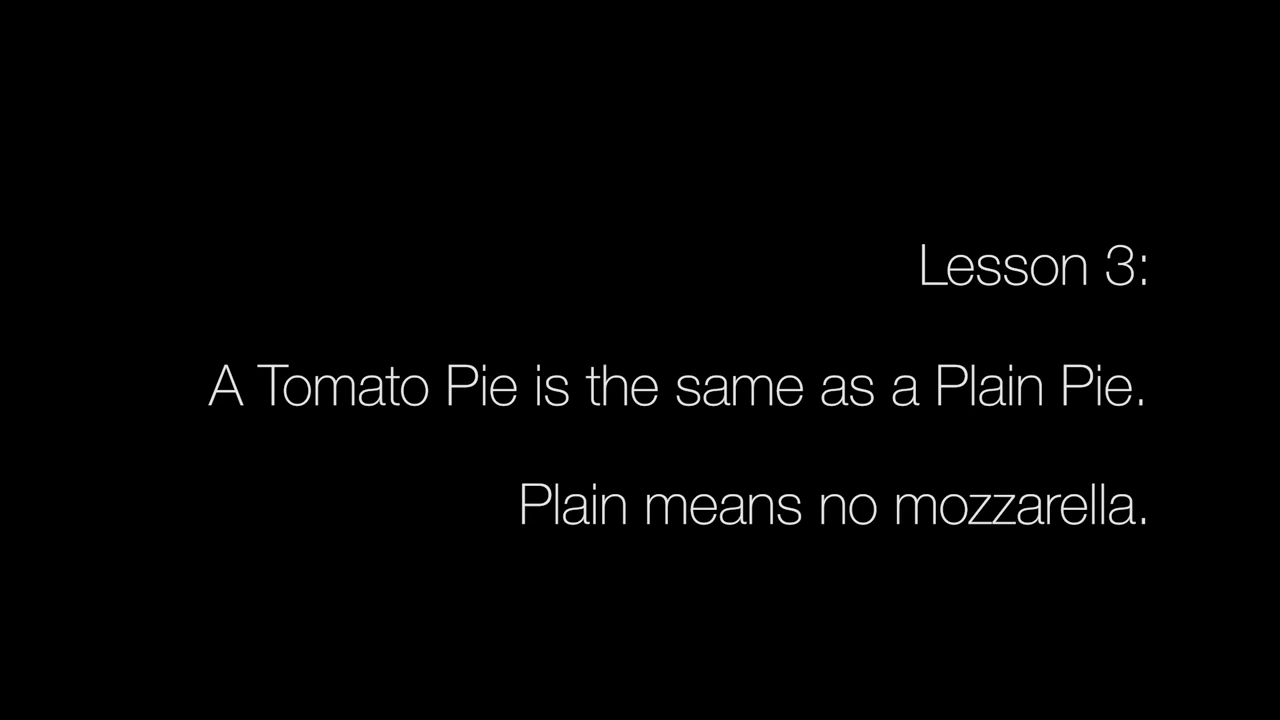 Lesson 3:
A Tomato Pie is the same as a Plain Pie.
Plain means no mozzarella.